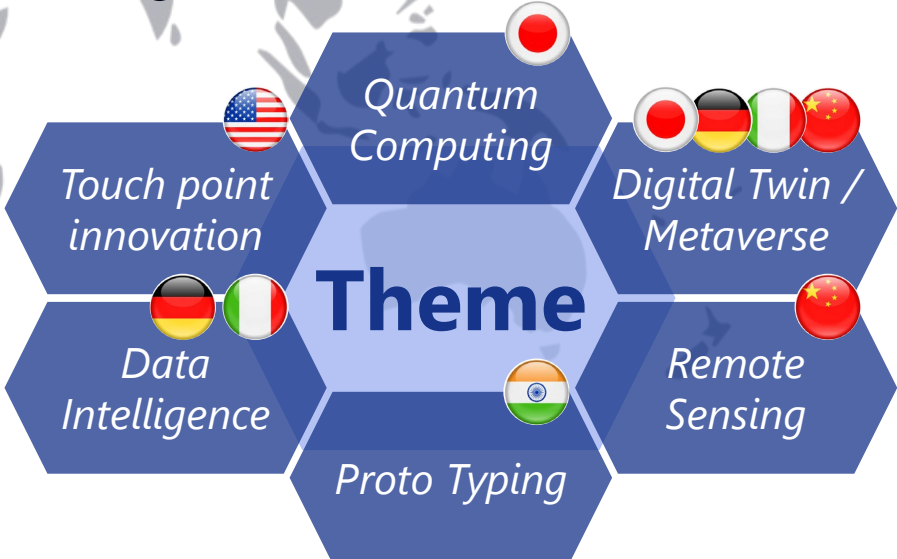 Quantum
Computing
Touch point
innovation
Digital Twin /
Metaverse
Theme
Data
Intelligence
Remote
Sensing
Proto Typing